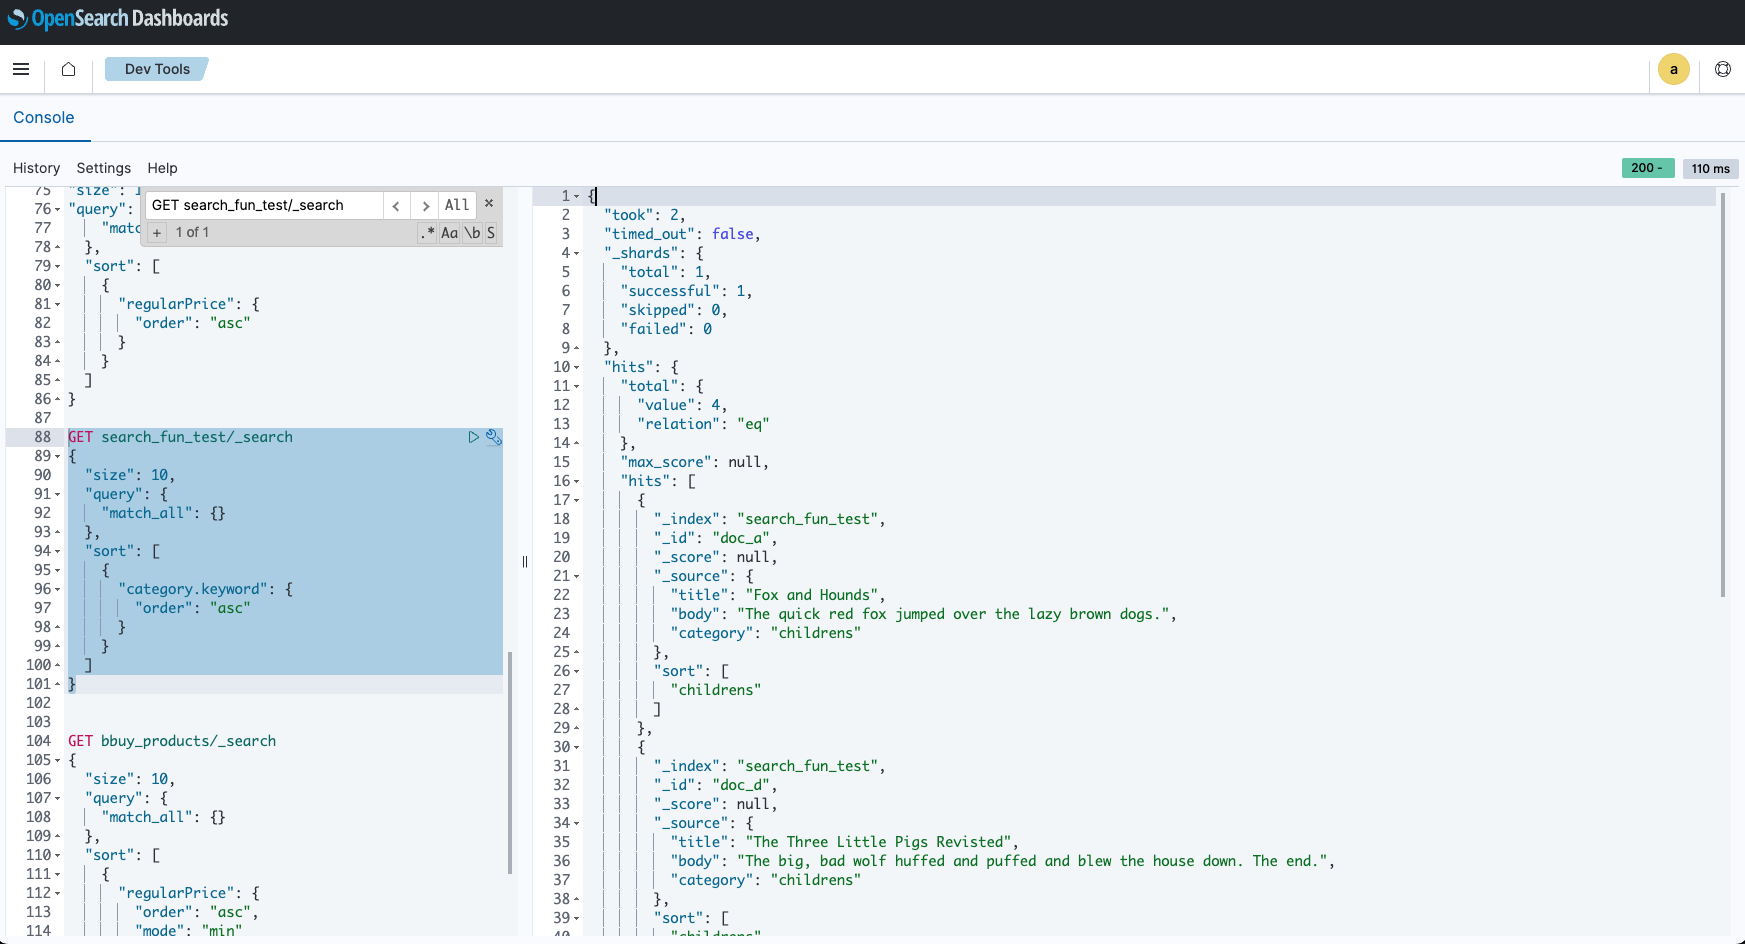 OpenSearch Dashboards
Dev Tools
a
Console
History Settings Help
200 -
110 ms
GET search_fun_test/_search
All
×
+ 1 of 1
.* Aa \b S
75 "size":
76 "query":
77 "matc
78 },
79 "sort": [
80 {
81 "regularPrice": {
82 "order": "asc"
83 }
84 }
85 ]
86 }
87
88 GET search_fun_test/_search
89 {
90 "size": 10,
91 "query": {
92 "match_all": {}
93 },
94 "sort": [
95 {
96 "category.keyword": {
97 "order": "asc"
98 }
99 }
100 ]
101 }
102
103
104 GET bbuy_products/_search
105 {
106 "size": 10,
107 "query": {
108 "match_all": {}
109 },
110 "sort": [
111 {
112 "regularPrice": {
113 "order": "asc",
114 "mode": "min"
1 {
2 "took": 2,
3 "timed_out": false,
4 "_shards": {
5 "total": 1,
6 "successful": 1,
7 "skipped": 0,
8 "failed": 0
9 },
10 "hits": {
11 "total": {
12 "value": 4,
13 "relation": "eq"
14 },
15 "max_score": null,
16 "hits": [
17 {
18 "_index": "search_fun_test",
19 "_id": "doc_a",
20 "_score": null,
21 "_source": {
22 "title": "Fox and Hounds",
23 "body": "The quick red fox jumped over the lazy brown dogs.",
24 "category": "childrens"
25 },
26 "sort": [
27 "childrens"
28 ]
29 },
30 {
31 "_index": "search_fun_test",
32 "_id": "doc_d",
33 "_score": null,
34 "_source": {
35 "title": "The Three Little Pigs Revisted",
36 "body": "The big, bad wolf huffed and puffed and blew the house down. The end.",
37 "category": "childrens"
38 },
39 "sort": [
40 "childrens"